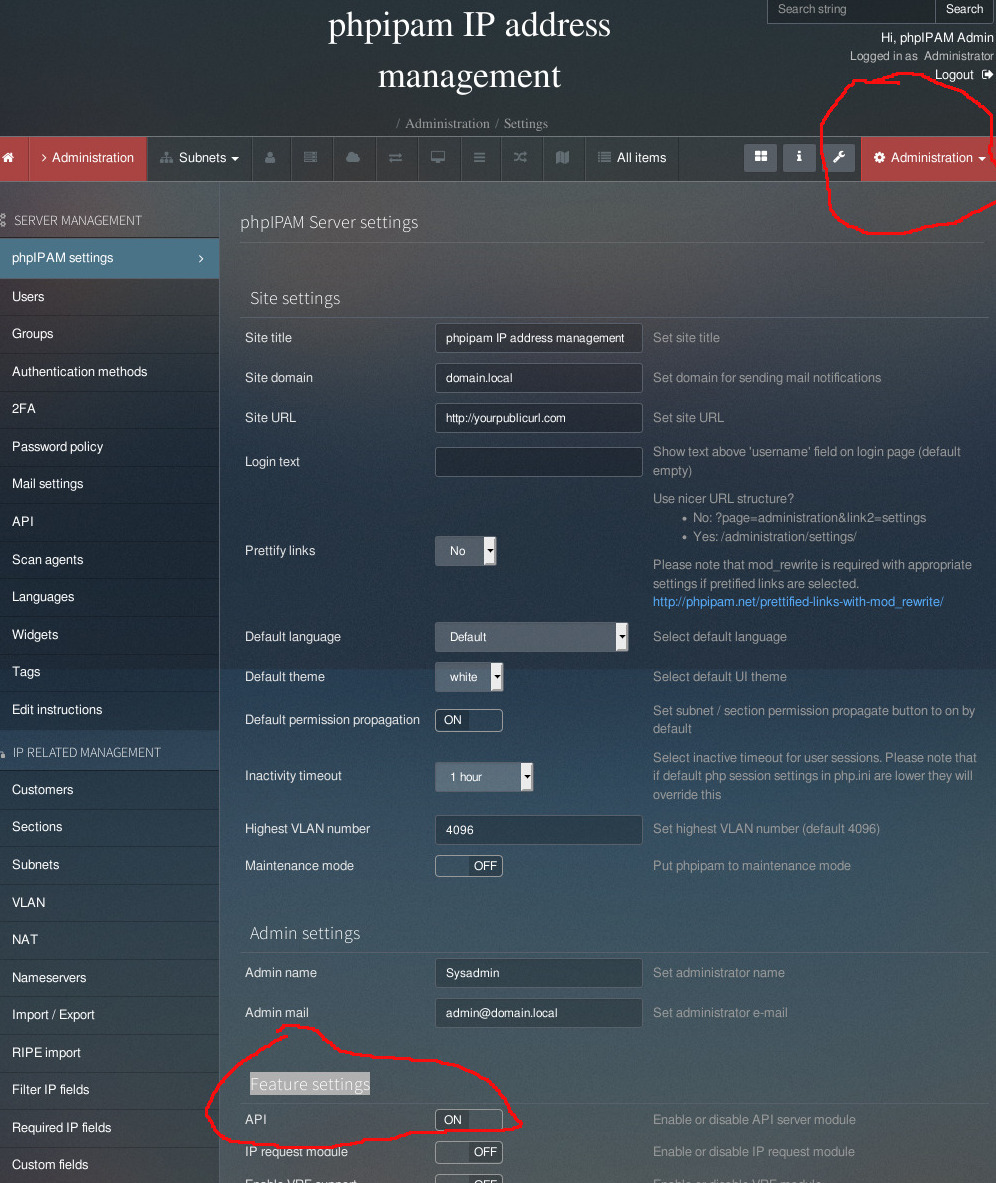 phpipam IP address
management
Search string
Search
Hi, phpIPAM Admin
Logged in as Administrator
Logout
/ Administration / Settings
Administration
Subnets
All items
Administration
SERVER MANAGEMENT
phpIPAM settings
Users
Groups
Authentication methods
2FA
Password policy
Mail settings
API
Scan agents
Languages
Widgets
Tags
Edit instructions
IP RELATED MANAGEMENT
Customers
Sections
Subnets
VLAN
NAT
Nameservers
Import / Export
RIPE import
Filter IP fields
Required IP fields
Custom fields
phpIPAM Server settings
Site settings
Site title
phpipam IP address management
Set site title
Site domain
domain.local
Set domain for sending mail notifications
Site URL
http://yourpublicurl.com
Set site URL
Login text
Show text above 'username' field on login page (default
empty)
Prettify links
No
Use nicer URL structure?
• No: ?page=administration&link2=settings
• Yes: /administration/settings/
Please note that mod_rewrite is required with appropriate
settings if pretified links are selected.
http://phpipam.net/prettified-links-with-mod_rewrite/
Default language
Default
Select default language
Default theme
white
Select default UI theme
Default permission propagation
ON
Set subnet / section permission propagate button to on by
default
Inactivity timeout
1 hour
Select inactive timeout for user sessions. Please note that
if default php session settings in php.ini are lower they will
override this
Highest VLAN number
4096
Set highest VLAN number (default 4096)
Maintenance mode
OFF
Put phpipam to maintenance mode
Admin settings
Admin name
Sysadmin
Set administrator name
Admin mail
admin@domain.local
Set administrator e-mail
Feature settings
API
ON
Enable or disable API server module
IP request module
OFF
Enable or disable IP request module
Enable VRF support
OFF
Enable or disable VRF module